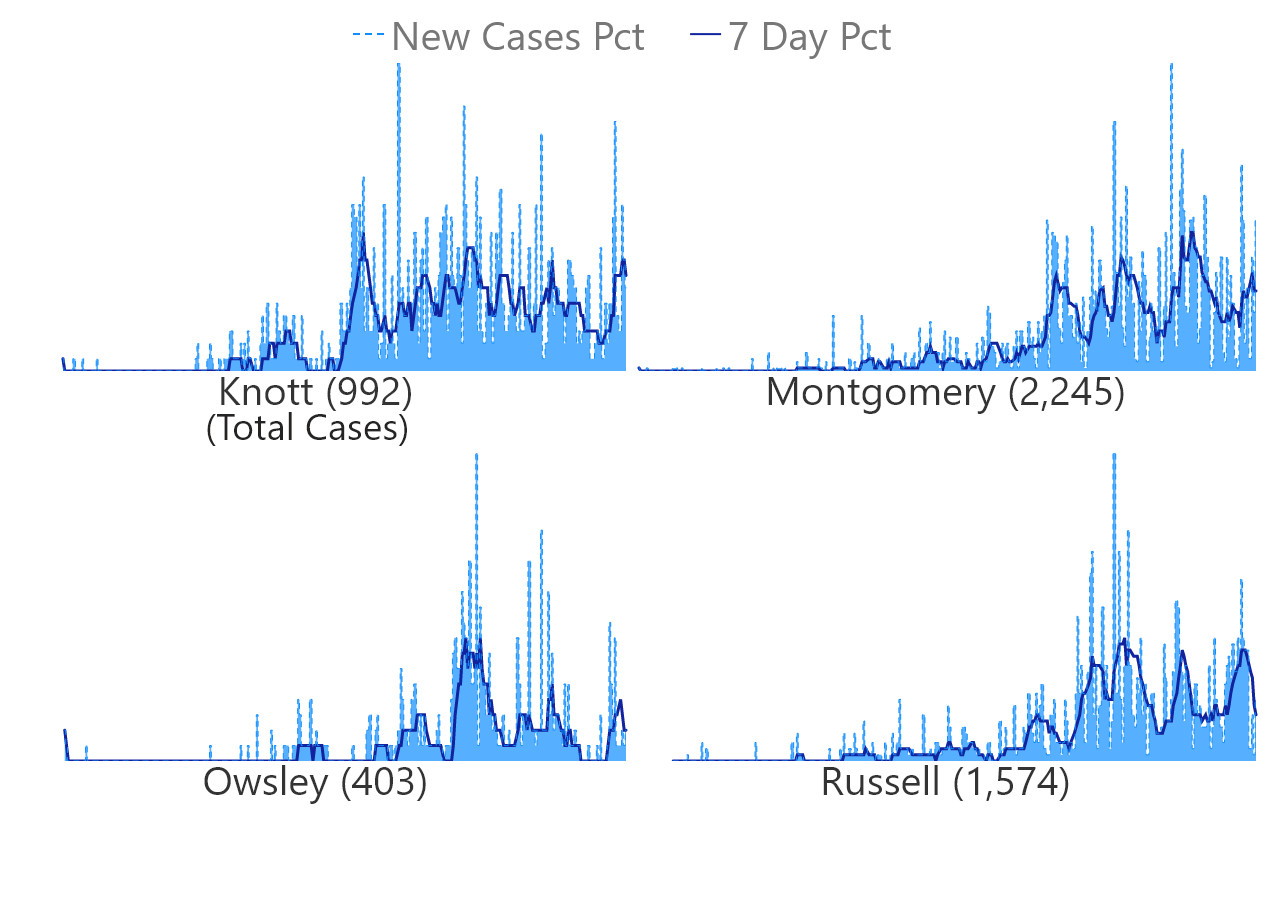 New Cases Pct 7 Day Pct
Knott (992)
(Total Cases)
Montgomery (2,245)
Owsley (403)
Russell (1,574)